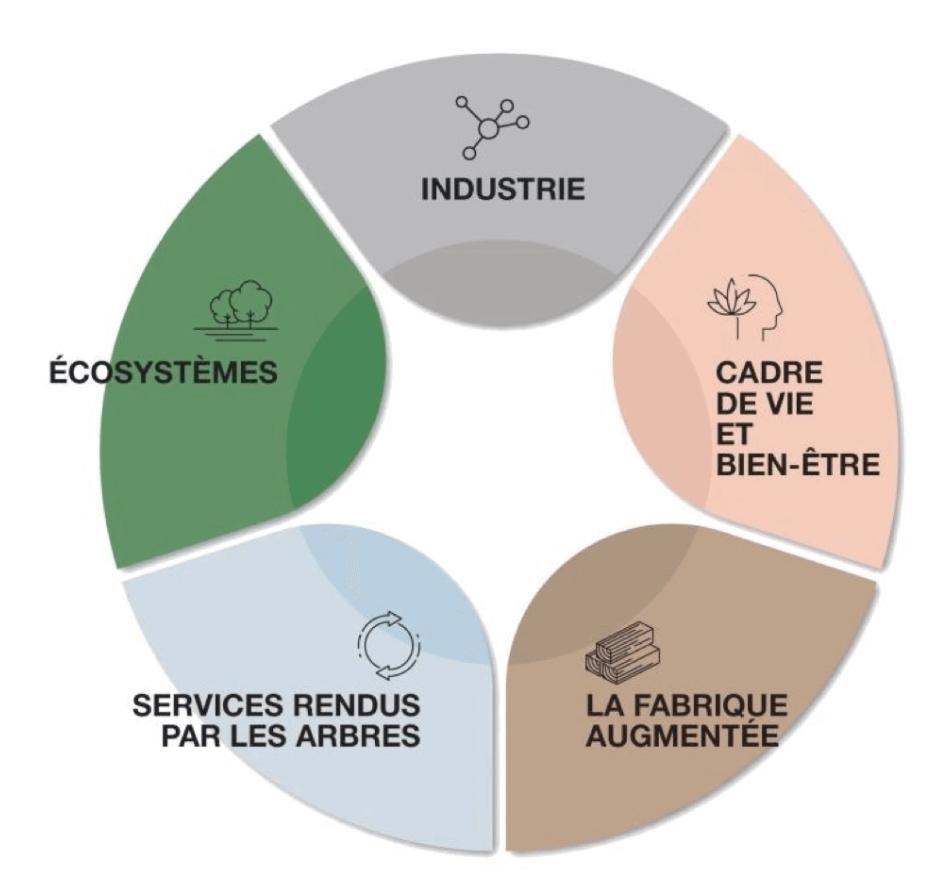 INDUSTRIE
ÉCOSYSTÈMES
CADRE
DE VIE
ET
BIEN-ÊTRE
SERVICES RENDUS
PAR LES ARBRES
LA FABRIQUE
AUGMENTÉE